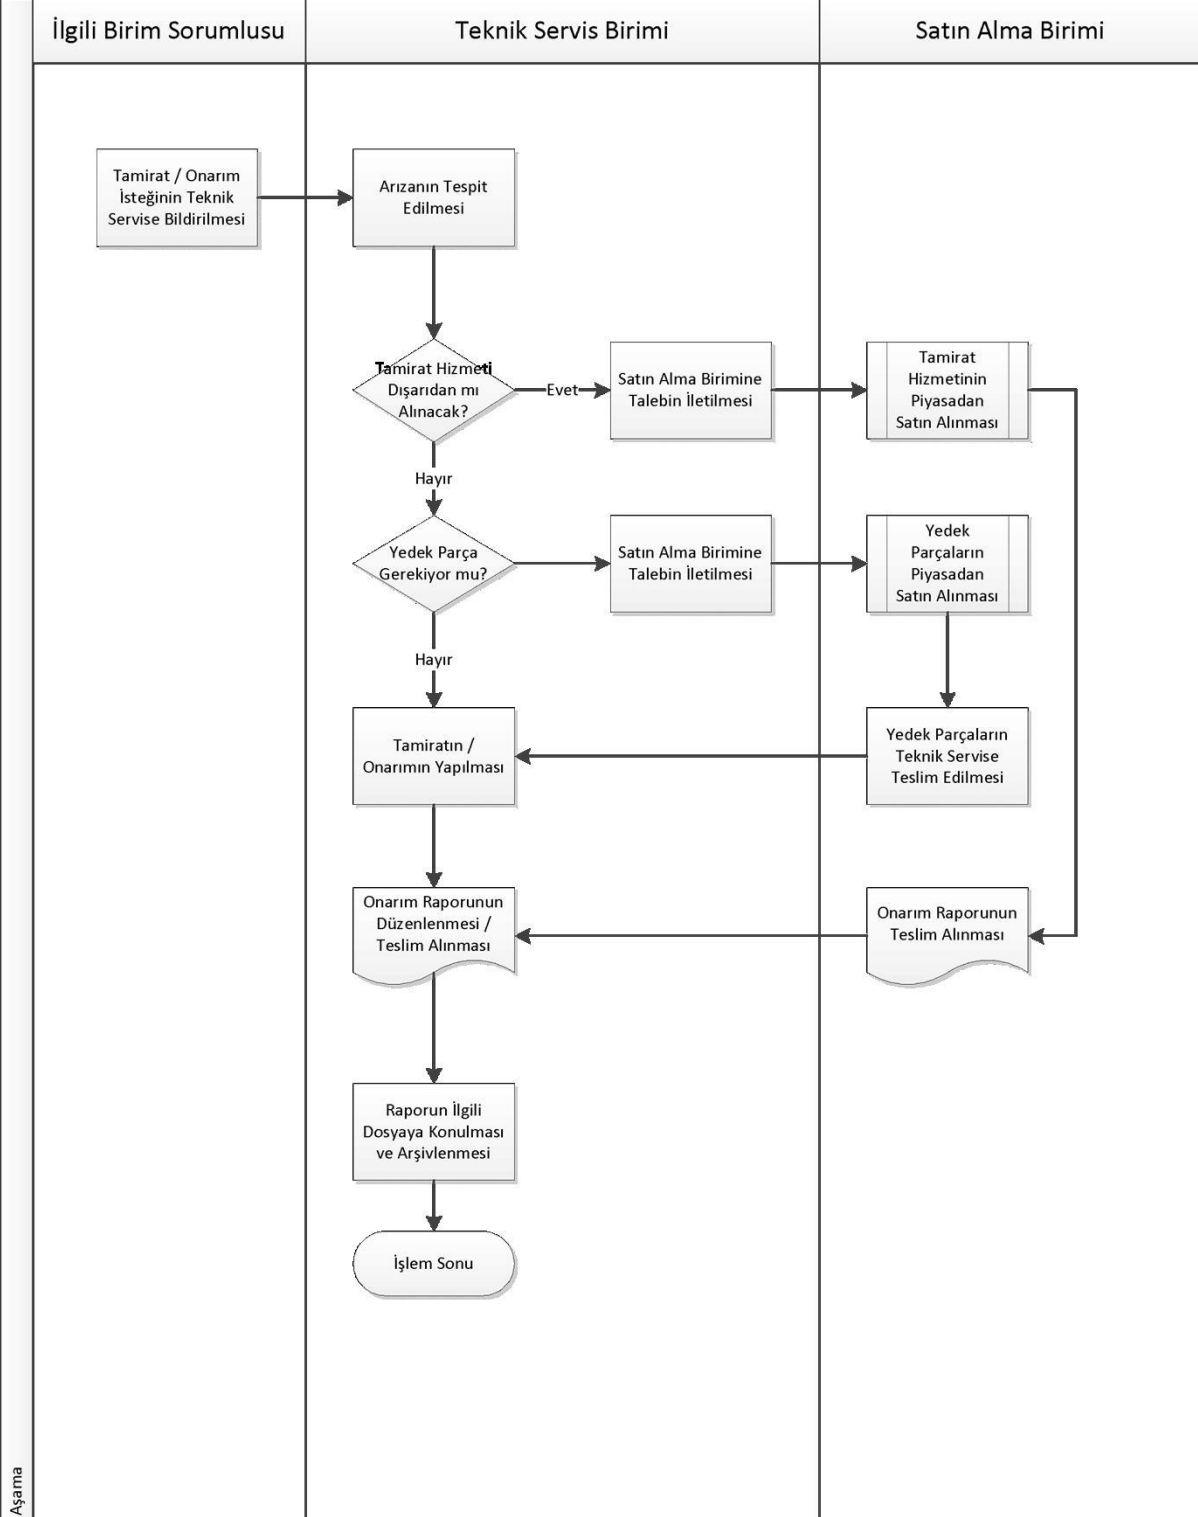 İlgili Birim Sorumlusu
Teknik Servis Birimi
Satın Alma Birimi
Tamirat / Onarım
İsteğinin Teknik
Servise Bildirilmesi
Arızanın Tespit
Edilmesi
Tamirat Hizmeti
Dışarıdan mı
Alınacak?
Evet
Satın Alma Birimine
Talebin İletilmesi
Tamirat
Hizmetinin
Piyasadan
Satın Alınması
Hayır
Yedek Parça
Gerekiyor mu?
Satın Alma Birimine
Talebin İletilmesi
Yedek
Parçaların
Piyasadan
Satın Alınması
Hayır
Tamiratın /
Onarımın Yapılması
Yedek Parçaların
Teknik Servise
Teslim Edilmesi
Onarım Raporunun
Düzenlenmesi /
Teslim Alınması
Onarım Raporunun
Teslim Alınması
Raporun İlgili
Dosyaya Konulması
ve Arşivlenmesi
İşlem Sonu
Aşama